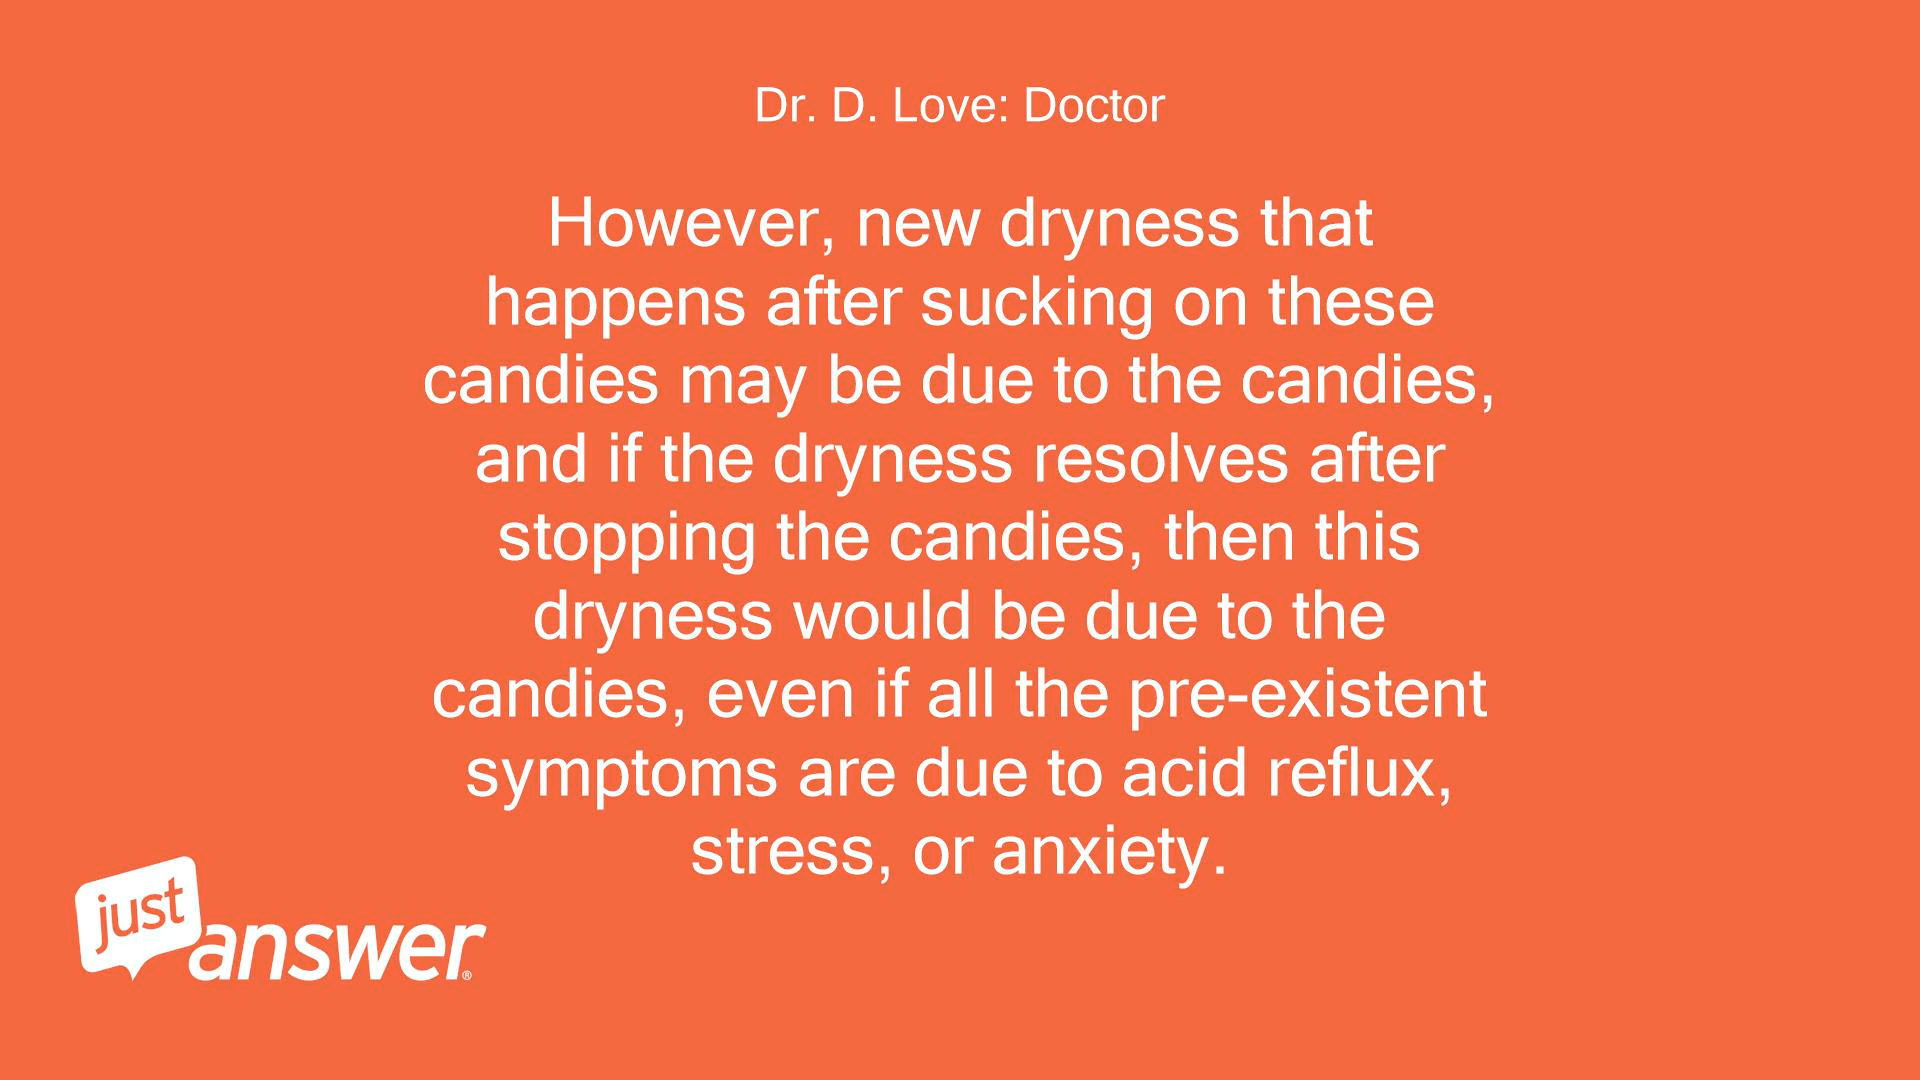 Dr. D. Love: Doctor
However, new dryness that
happens after sucking on these
candies may be due to the candies,
and if the dryness resolves after
stopping the candies, then this
dryness would be due to the
candies, even if all the pre-existent
symptoms are due to acid reflux,
stress, or anxiety.
just
answer®